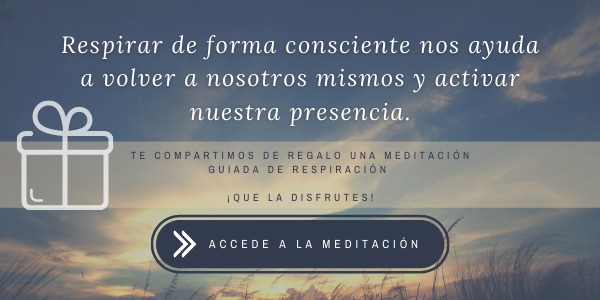 Respirar de forma consciente nos ayuda
a volver a nosotros mismos y activar
nuestra presencia.
TE COMPARTIMOS DE REGALO UNA MEDITACIÓN
GUIADA DE RESPIRACIÓN
¡QUE LA DISFRUTES!
ACCEDE A LA MEDITACIÓN